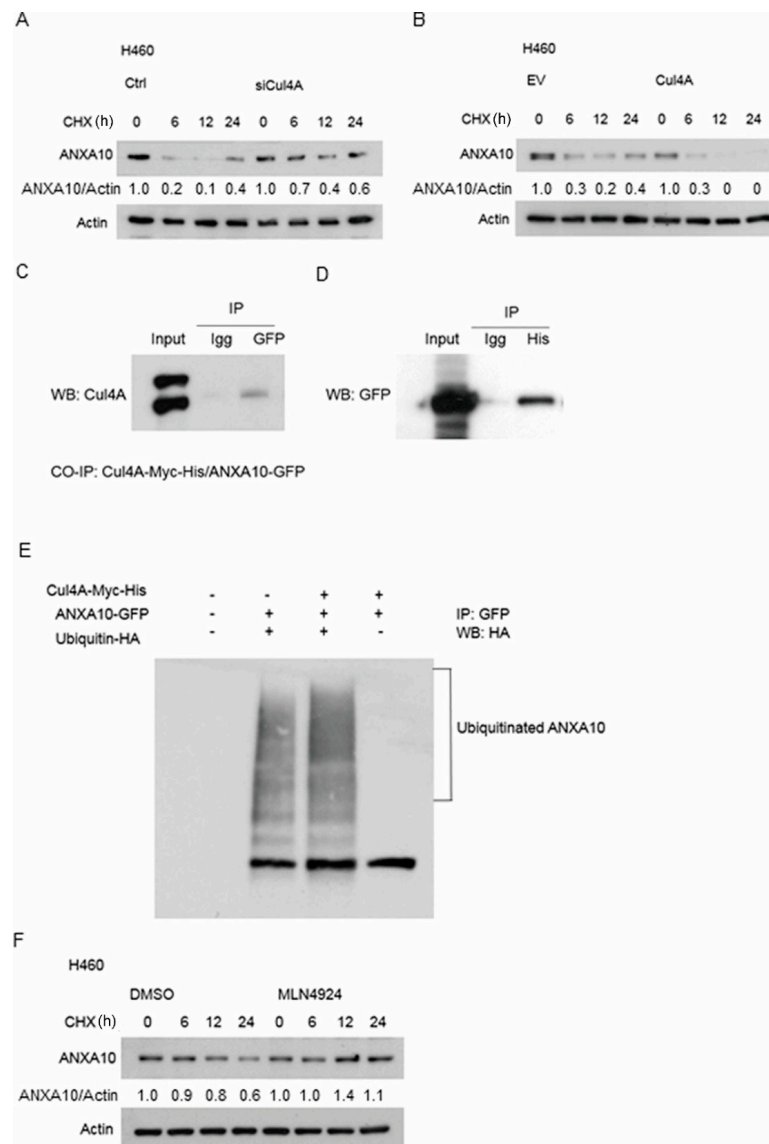 A
H460
Ctrl siCul4A
CHX (h) 0 6 12 24 0 6 12 24
ANXA10
ANXA10/Actin 1.0 0.2 0.1 0.4 1.0 0.7 0.4 0.6
Actin
B
H460
EV Cul4A
CHX (h) 0 6 12 24 0 6 12 24
ANXA10
ANXA10/Actin 1.0 0.3 0.2 0.4 1.0 0.3 0 0
Actin
C
IP
Input Igg GFP
WB: Cul4A
CO-IP: Cul4A-Myc-His/ANXA10-GFP
D
IP
Input Igg His
WB: GFP
E
Cul4A-Myc-His - - + +
ANXA10-GFP - + + + IP: GFP
Ubiquitin-HA - + + - WB: HA
Ubiquitinated ANXA10
F
H460
DMSO MLN4924
CHX (h) 0 6 12 24 0 6 12 24
ANXA10
ANXA10/Actin 1.0 0.9 0.8 0.6 1.0 1.0 1.4 1.1
Actin